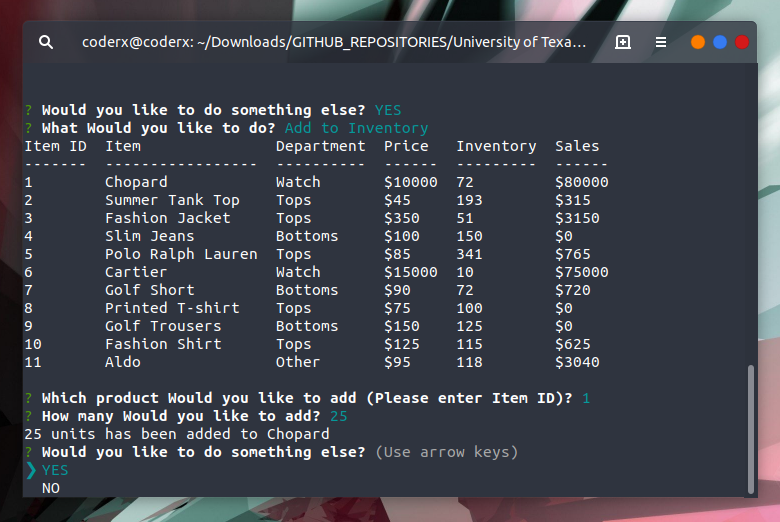 coderx@coderx: ~/Downloads/GITHUB_REPOSITORIES/University of Texa...
? Would you like to do something else? YES
? What Would you like to do? Add to Inventory
Item ID  Item               Department  Price   Inventory  Sales
-------  -----------------  ----------  ------  ---------  ------
1        Chopard            Watch       $10000  72         $80000
2        Summer Tank Top    Tops        $45     193        $315
3        Fashion Jacket     Tops        $350    51         $3150
4        Slim Jeans         Bottoms     $100    150        $0
5        Polo Ralph Lauren  Tops        $85     341        $765
6        Cartier            Watch       $15000  10         $75000
7        Golf Short         Bottoms     $90     72         $720
8        Printed T-shirt    Tops        $75     100        $0
9        Golf Trousers      Bottoms     $150    125        $0
10       Fashion Shirt      Tops        $125    115        $625
11       Aldo               Other       $95     118        $3040
? Which product Would you like to add (Please enter Item ID)? 1
? How many Would you like to add? 25
25 units has been added to Chopard
? Would you like to do something else? (Use arrow keys)
❯ YES
  NO